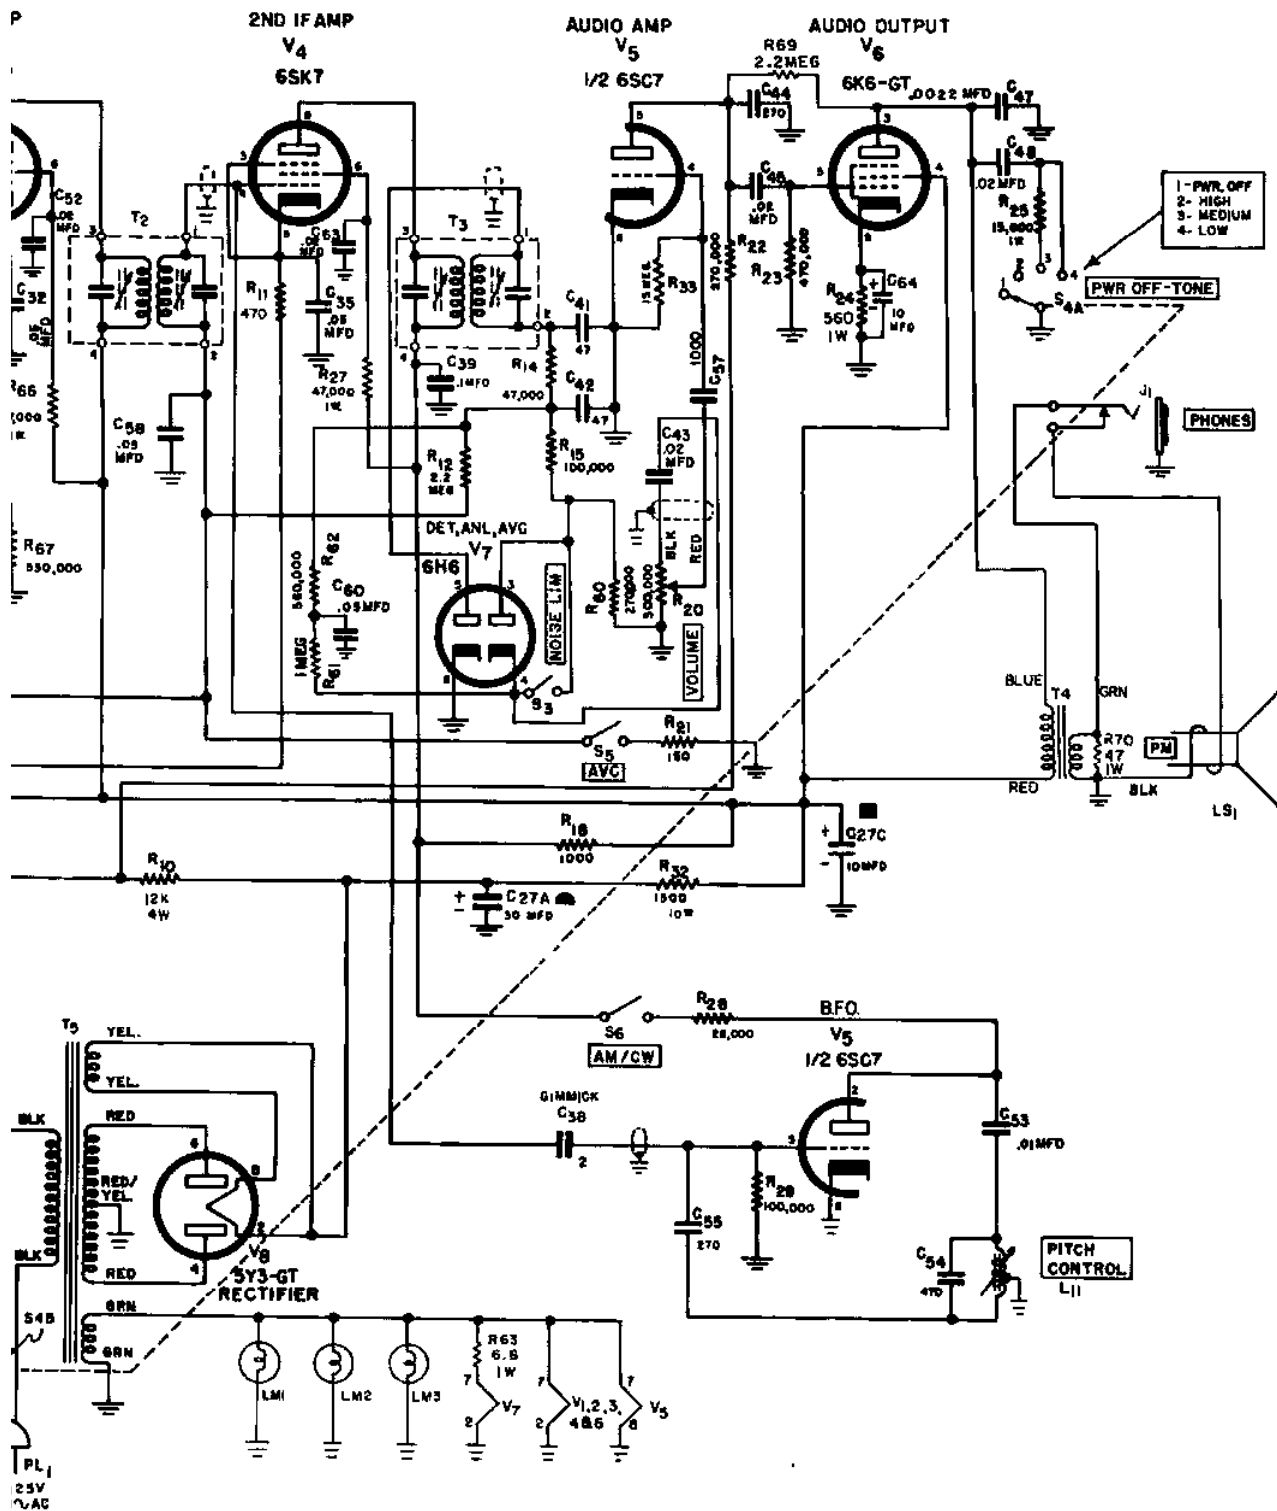 P
2ND IF AMP
V4
6SK7
AUDIO AMP
V5
1/2 6SC7
AUDIO OUTPUT
V6
6K6-GT
R69
2.2MEG
C44
270
.0022 MFD
C47
C48
.02MFD
R25
15,000
1W
1-PWR. OFF
2- HIGH
3- MEDIUM
4- LOW
PWR OFF-TONE
S4A
C52
.02
MFD
T2
C63
.02
MFD
T3
C46
.02
MFD
R22
270,000
R23
470,000
R24
560
1W
C64
10
MFD
C32
.05
MFD
R11
470
C35
.05
MFD
C41
47
R33
15MEG
R66
1K
R27
47,000
1W
C39
.1MFD
R14
47,000
C42
47
1000
C57
J1
PHONES
C58
.05
MFD
R12
2.2
MEG
R15
100,000
C43
.02
MFD
DET, ANL, AVC
V7
6H6
BLK
RED
R67
R62
560,000
C60
.05MFD
1MEG
R61
NOISE LIM
S3
R60
270,000
500,000
R20
VOLUME
BLUE
T4
GRN
R70
47
1W
RED
BLK
PM
LS1
S5
AVC
R21
150
R18
1000
C27C
10MFD
R10
12K
4W
C27A
30 MFD
R32
1500
10W
S6
AM/CW
R28
B.F.O.
V5
1/2 6SC7
T5
YEL.
YEL.
BLK
RED
RED/
YEL.
BLK
RED
V8
5Y3-GT
RECTIFIER
GIMMICK
C38
2
C53
.01MFD
R29
100,000
C55
270
C54
470
PITCH
CONTROL
L11
S4B
GRN
GRN
LM1
LM2
LM3
R63
6.8
1W
V7
V1,2,3,
4&6
V5
PL1
25V
∿AC